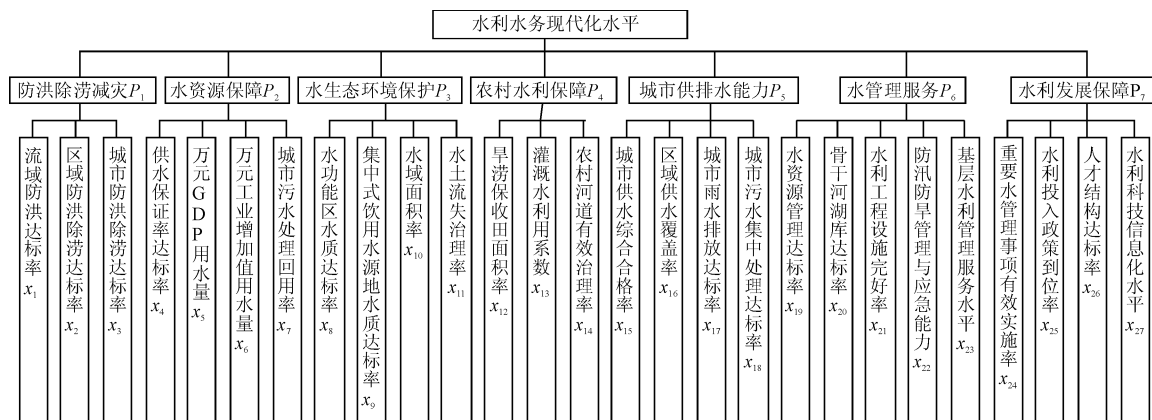 水利水务现代化水平
防洪除涝减灾P₁
水资源保障P₂
水生态环境保护P₃
农村水利保障P₄
城市供排水能力P₅
水管理服务P₆
水利发展保障P₇
流域防洪达标率x₁
区域防洪除涝达标率x₂
城市防洪除涝达标率x₃
供水保证率达标率x₄
万元GDP用水量x₅
万元工业增加值用水量x₆
城市污水处理回用率x₇
水功能区水质达标率x₈
集中式饮用水源地水质达标率x₉
水域面积率x₁₀
水土流失治理率x₁₁
旱涝保收田面积率x₁₂
灌溉水利用系数x₁₃
农村河道有效治理率x₁₄
城市供水综合合格率x₁₅
区域供水覆盖率x₁₆
城市雨水排放达标率x₁₇
城市污水集中处理达标率x₁₈
水资源管理达标率x₁₉
骨干河湖库达标率x₂₀
水利工程设施完好率x₂₁
防汛防旱管理与应急能力x₂₂
基层水利管理服务水平x₂₃
重要水管理事项有效实施率x₂₄
水利投入政策到位率x₂₅
人才结构达标率x₂₆
水利科技信息化水平x₂₇